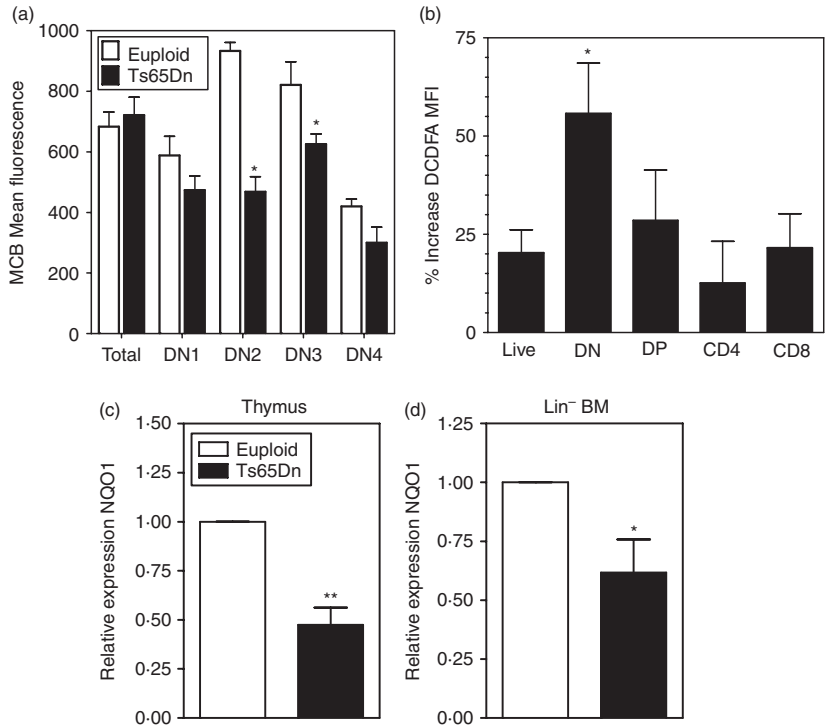 (a)
1000
800
600
400
200
0
MCB Mean fluorescence
Euploid
Ts65Dn
*
*
Total DN1 DN2 DN3 DN4
(b)
75
50
25
0
% Increase DCDFA MFI
*
Live DN DP CD4 CD8
(c)
Thymus
1·50
1·25
1·00
0·75
0·50
0·25
0·00
Relative expression NQO1
Euploid
Ts65Dn
**
(d)
Lin⁻ BM
1·25
1·00
0·75
0·50
0·25
0·00
Relative expression NQO1
*